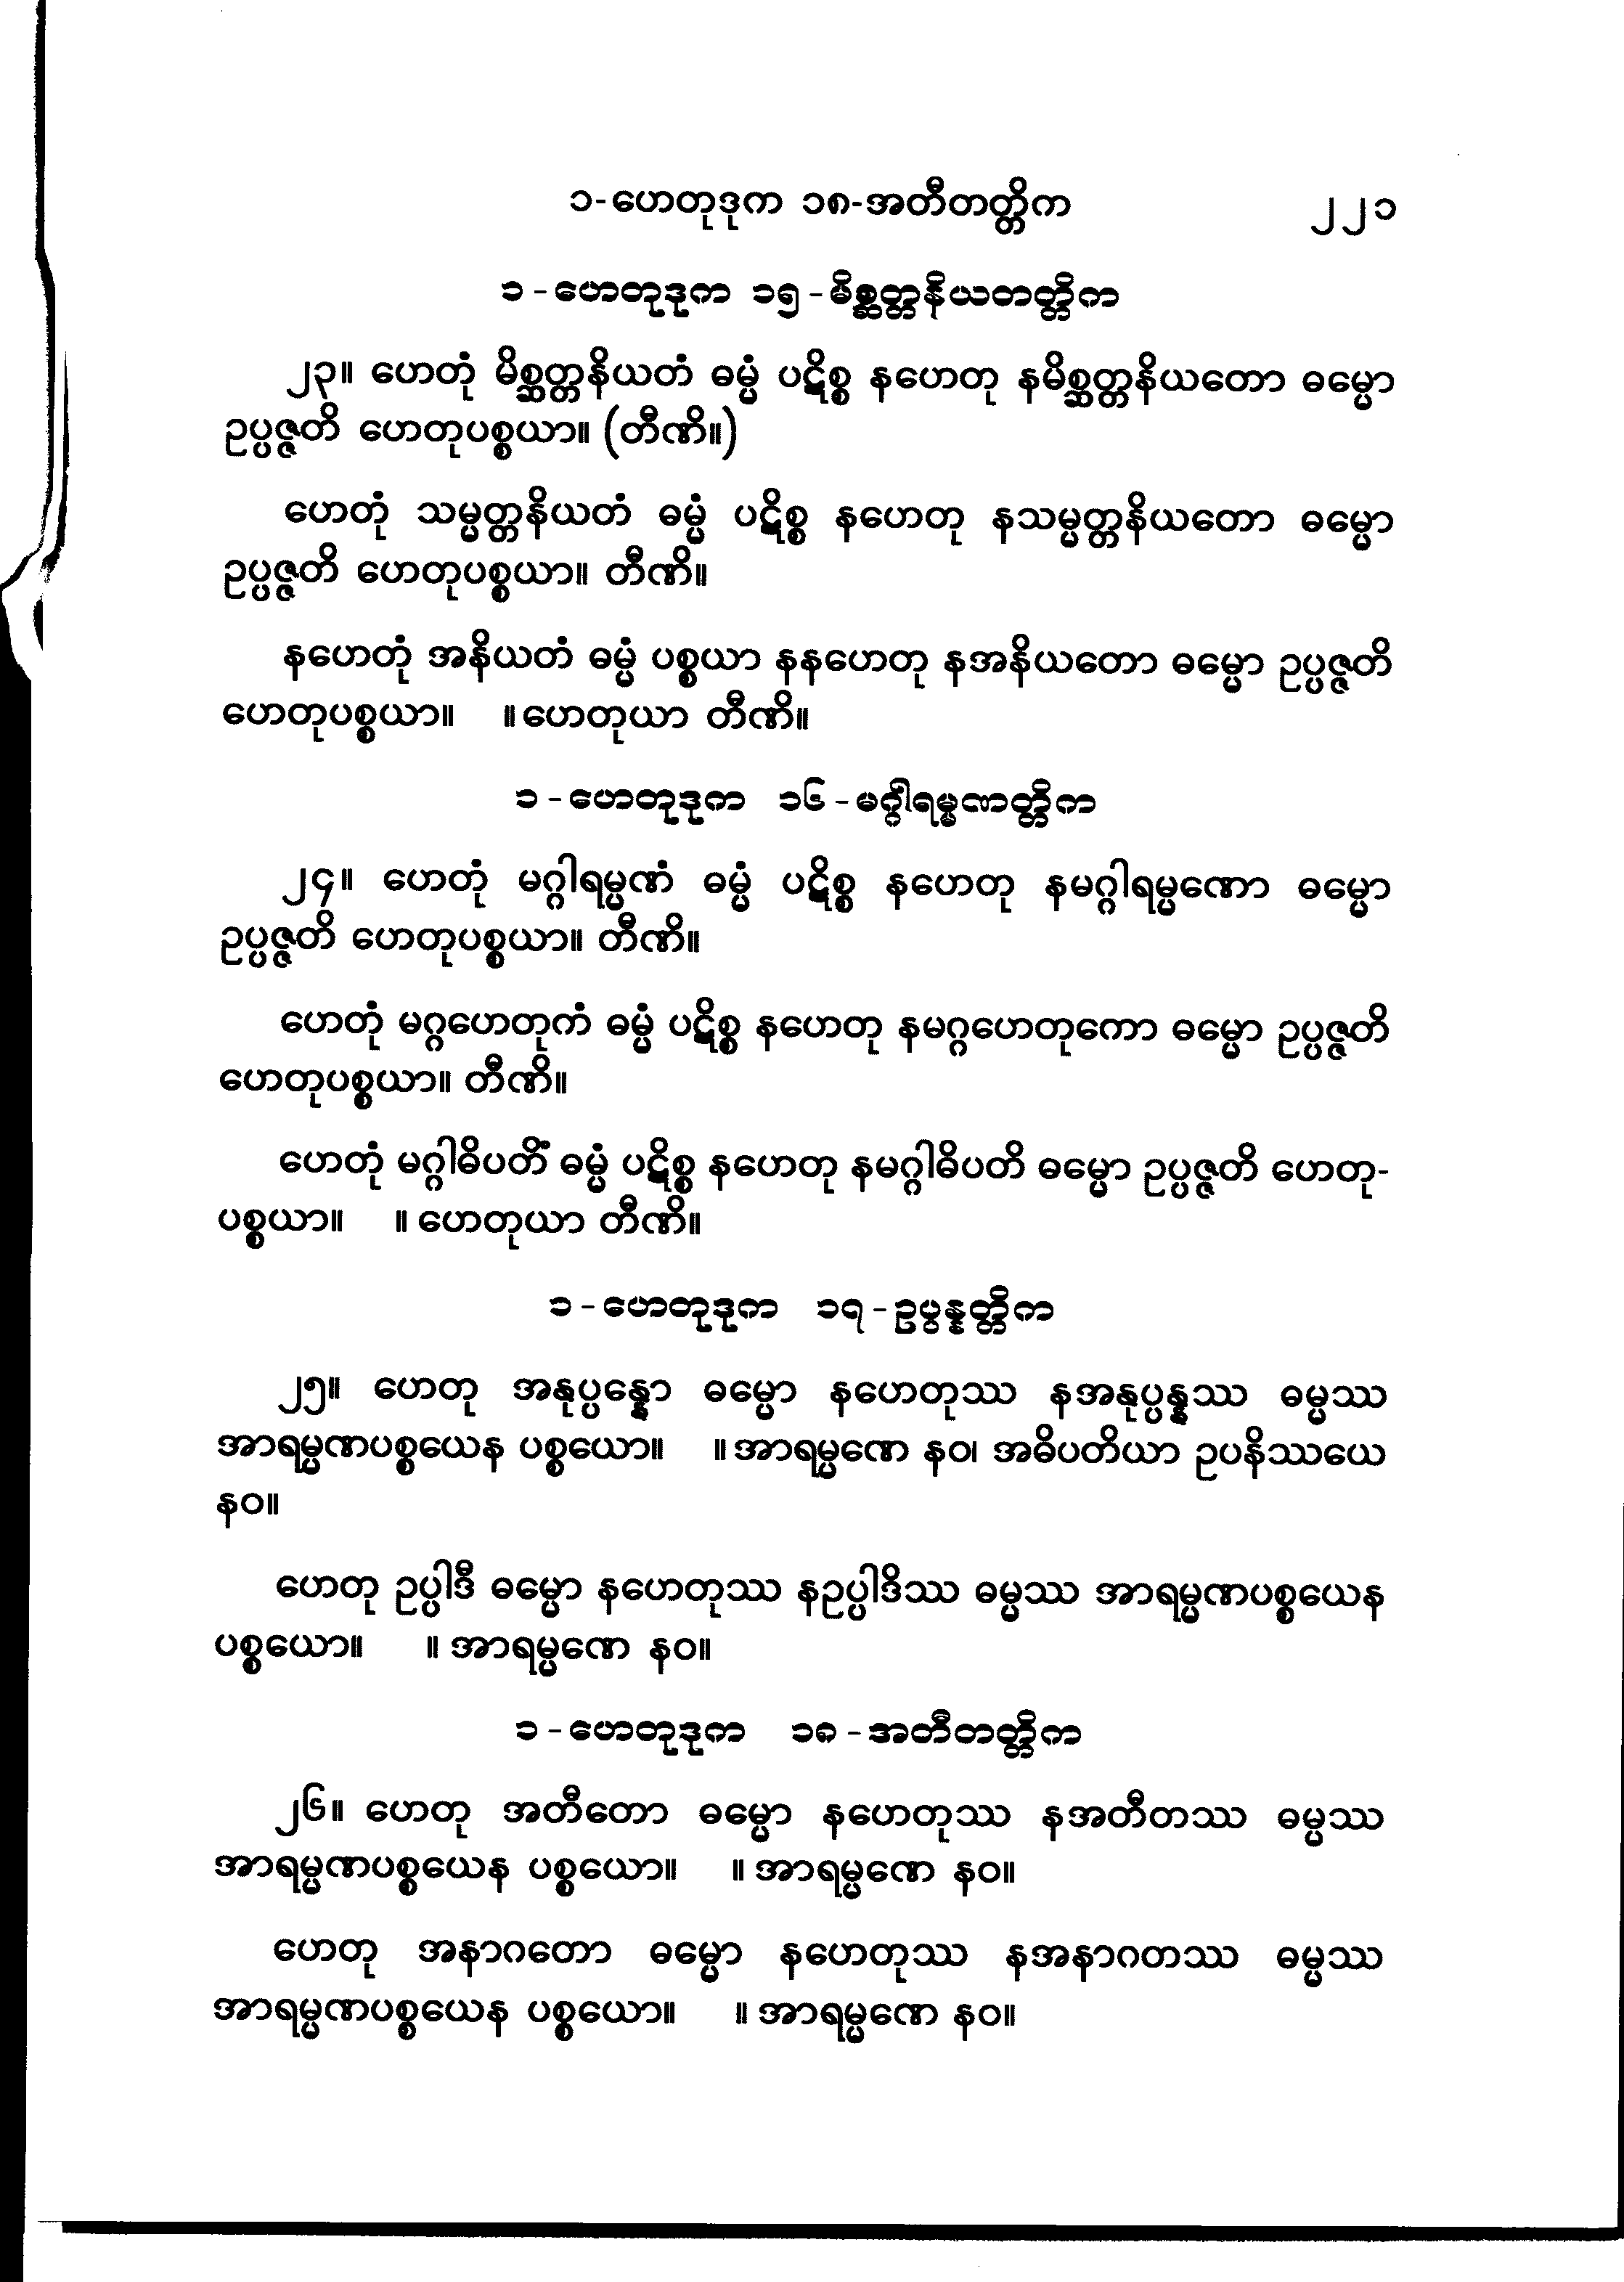 ၁-ဟေတုဒုက ၁၈-အတီတတ္တိက ၂၂၁
၁-ဟေတုဒုက ၁၅-မိစ္ဆတ္တနိယတတ္တိက
၂၃။ ဟေတုံ မိစ္ဆတ္တနိယတံ ဓမ္မံ ပဋိစ္စ နဟေတု နမိစ္ဆတ္တနိယတော ဓမ္မော
ဥပ္ပဇ္ဇတိ ဟေတုပစ္စယာ။ (တီဏိ။)
ဟေတုံ သမ္မတ္တနိယတံ ဓမ္မံ ပဋိစ္စ နဟေတု နသမ္မတ္တနိယတော ဓမ္မော
ဥပ္ပဇ္ဇတိ ဟေတုပစ္စယာ။ တီဏိ။
နဟေတုံ အနိယတံ ဓမ္မံ ပစ္စယာ နနဟေတု နအနိယတော ဓမ္မော ဥပ္ပဇ္ဇတိ
ဟေတုပစ္စယာ။ ။ဟေတုယာ တီဏိ။
၁-ဟေတုဒုက ၁၆-မဂ္ဂါရမ္မဏတ္တိက
၂၄။ ဟေတုံ မဂ္ဂါရမ္မဏံ ဓမ္မံ ပဋိစ္စ နဟေတု နမဂ္ဂါရမ္မဏော ဓမ္မော
ဥပ္ပဇ္ဇတိ ဟေတုပစ္စယာ။ တီဏိ။
ဟေတုံ မဂ္ဂဟေတုကံ ဓမ္မံ ပဋိစ္စ နဟေတု နမဂ္ဂဟေတုကော ဓမ္မော ဥပ္ပဇ္ဇတိ
ဟေတုပစ္စယာ။ တီဏိ။
ဟေတုံ မဂ္ဂါဓိပတိံ ဓမ္မံ ပဋိစ္စ နဟေတု နမဂ္ဂါဓိပတိ ဓမ္မော ဥပ္ပဇ္ဇတိ ဟေတု-
ပစ္စယာ။ ။ ဟေတုယာ တီဏိ။
၁-ဟေတုဒုက ၁၇-ဥပ္ပန္နတ္တိက
၂၅။ ဟေတု အနုပ္ပန္နော ဓမ္မော နဟေတုဿ နအနုပ္ပန္နဿ ဓမ္မဿ
အာရမ္မဏပစ္စယေန ပစ္စယော။ ။အာရမ္မဏေ နဝ၊ အဓိပတိယာ ဥပနိဿယေ
နဝ။
ဟေတု ဥပ္ပါဒီ ဓမ္မော နဟေတုဿ နဥပ္ပါဒိဿ ဓမ္မဿ အာရမ္မဏပစ္စယေန
ပစ္စယော။ ။ အာရမ္မဏေ နဝ။
၁-ဟေတုဒုက ၁၈-အတီတတ္တိက
၂၆။ ဟေတု အတီတော ဓမ္မော နဟေတုဿ နအတီတဿ ဓမ္မဿ
အာရမ္မဏပစ္စယေန ပစ္စယော။ ။ အာရမ္မဏေ နဝ။
ဟေတု အနာဂတော ဓမ္မော နဟေတုဿ နအနာဂတဿ ဓမ္မဿ
အာရမ္မဏပစ္စယေန ပစ္စယော။ ။ အာရမ္မဏေ နဝ။